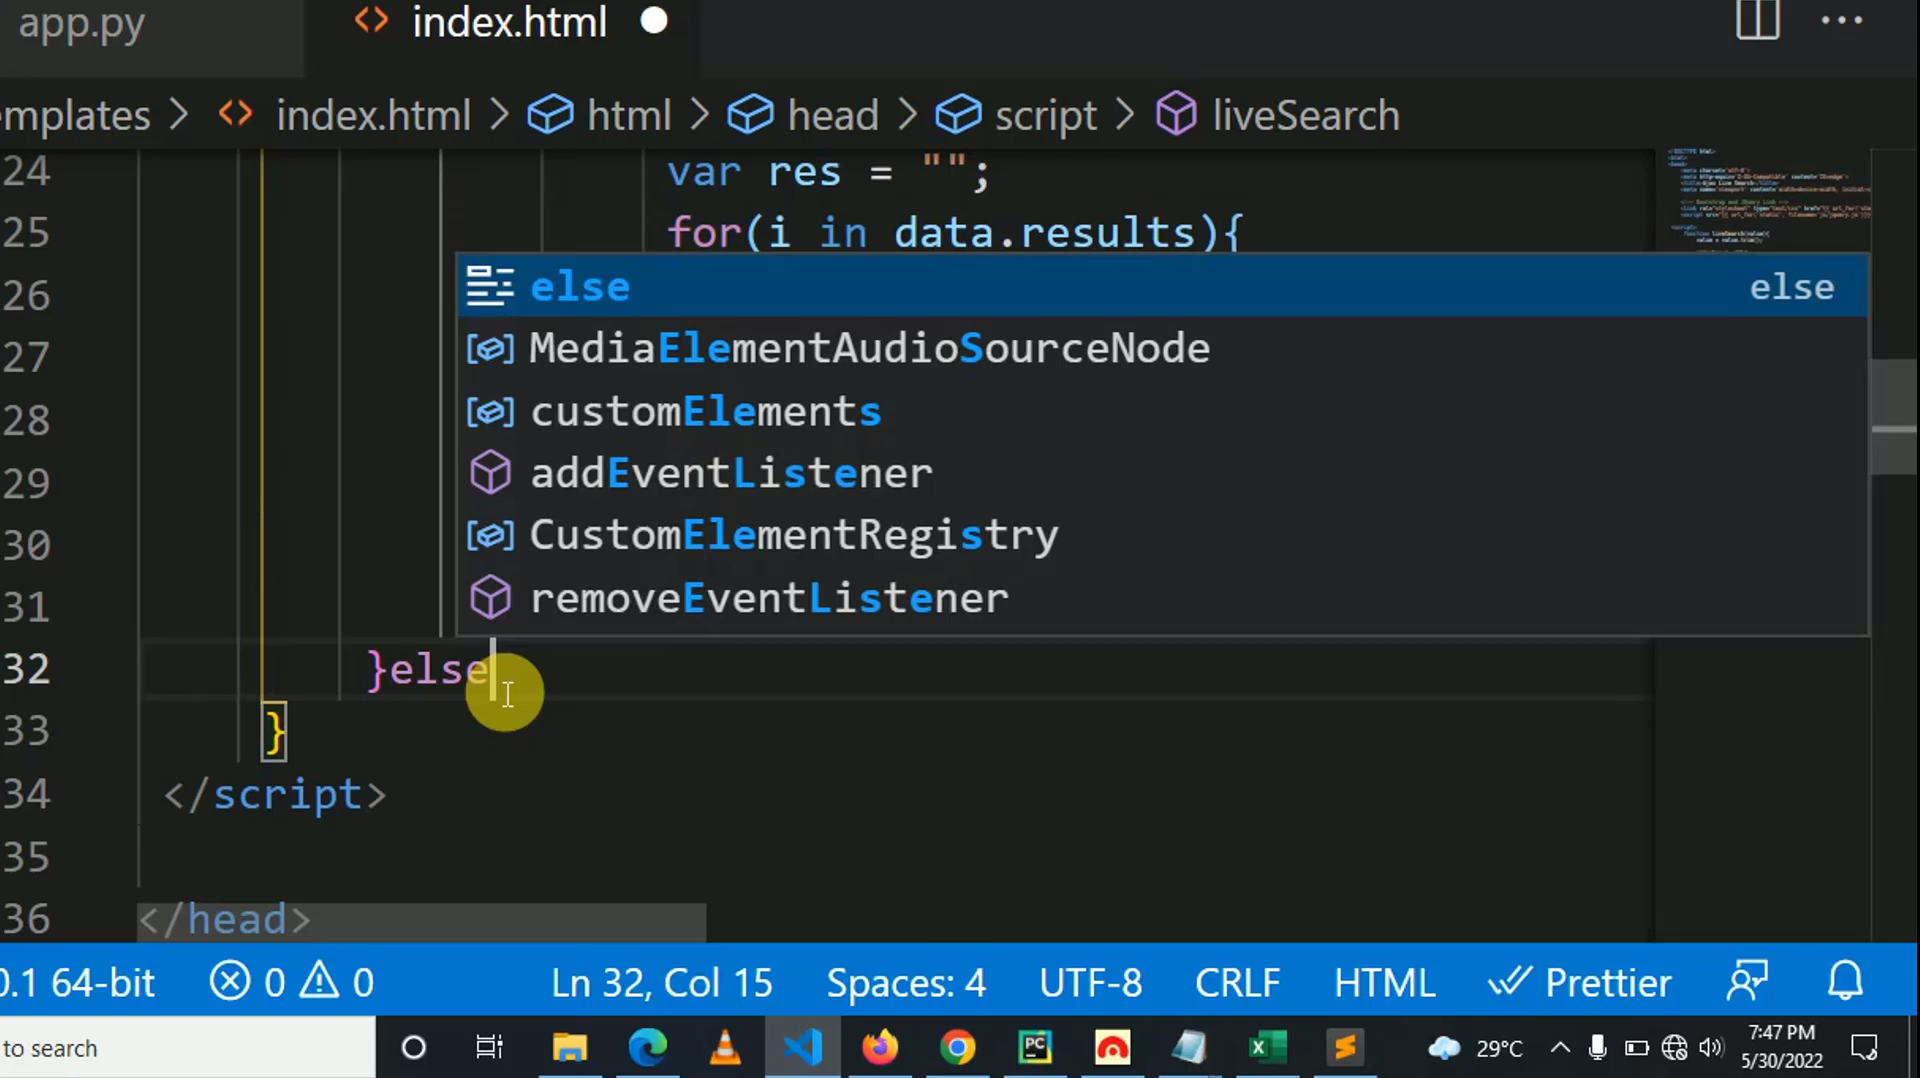 app.py
<> index.html
emplates > <> index.html > html > head > script > liveSearch
24 var res = "";
25 for(i in data.results){
26 else else
27 MediaElementAudioSourceNode
28 customElements
29 addEventListener
30 CustomElementRegistry
31 removeEventListener
32 }else
33 }
34 </script>
35
36 </head>
0.1 64-bit 0 0 Ln 32, Col 15 Spaces: 4 UTF-8 CRLF HTML Prettier
to search
PC
29°C
7:47 PM
5/30/2022